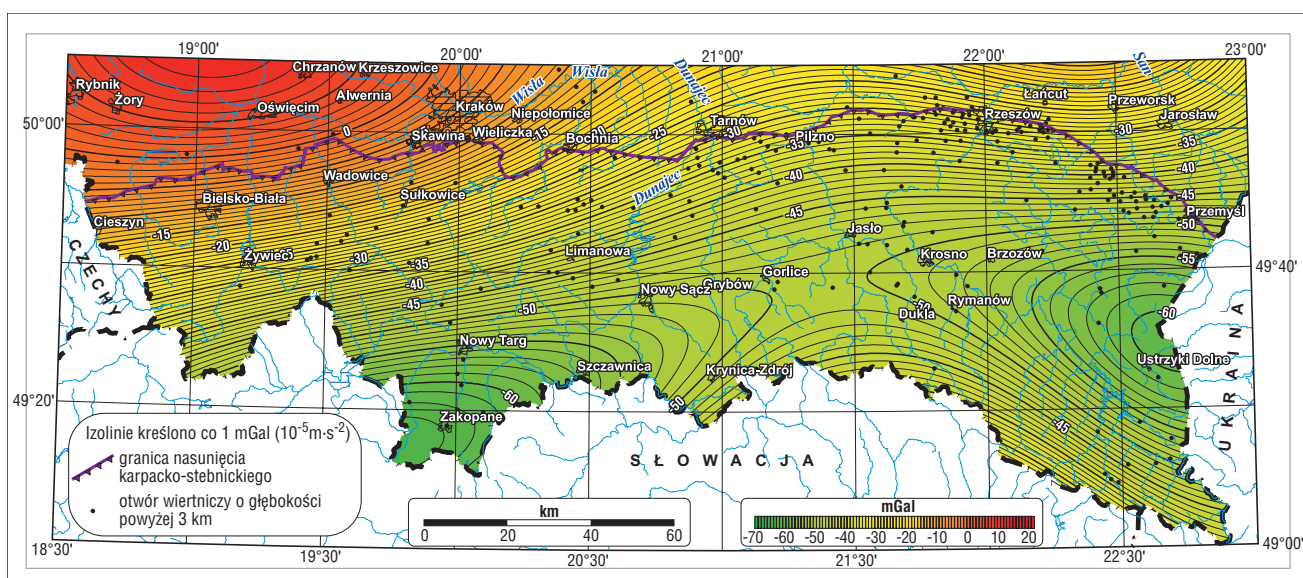 19°00' 20°00' 21°00' 22°00' 23°00'
Rybnik
Żory
Chrzanów Krzeszowice
Alwernia
Oświęcim
Kraków
Wisła
Wisła
Niepołomice
Dunajec
San
Łańcut
Przeworsk
Jarosław
50°00'
0
Skawina Wieliczka -15
Bochnia -20
-25
Tarnów
-30
Pilzno
-35
Rzeszów
-30
-35
-40
Wadowice
Sułkowice
Dunajec
-40
-45
Przemyśl
-50
Bielsko-Biała
Cieszyn
-15
-20
Żywiec
-30
-35
-40
-45
Limanowa
-45
Jasło
Krosno
Brzozów
-55
49°40'
CZECHY
Nowy Sącz
Grybów
Gorlice
-50
Rymanów
Dukla
-60
-50
Nowy Targ
Szczawnica
Krynica-Zdrój
-50
Ustrzyki Dolne
49°20'
-60
Zakopane
-45
UKRAINA
SŁOWACJA
Izolinie kreślono co 1 mGal (10⁻⁵m·s⁻²)
granica nasunięcia
karpacko-stebnickiego
otwór wiertniczy o głębokości
powyżej 3 km
km
0 20 40 60
mGal
-70 -60 -50 -40 -30 -20 -10 0 10 20
49°00'
18°30' 19°30' 20°30' 21°30' 22°30'